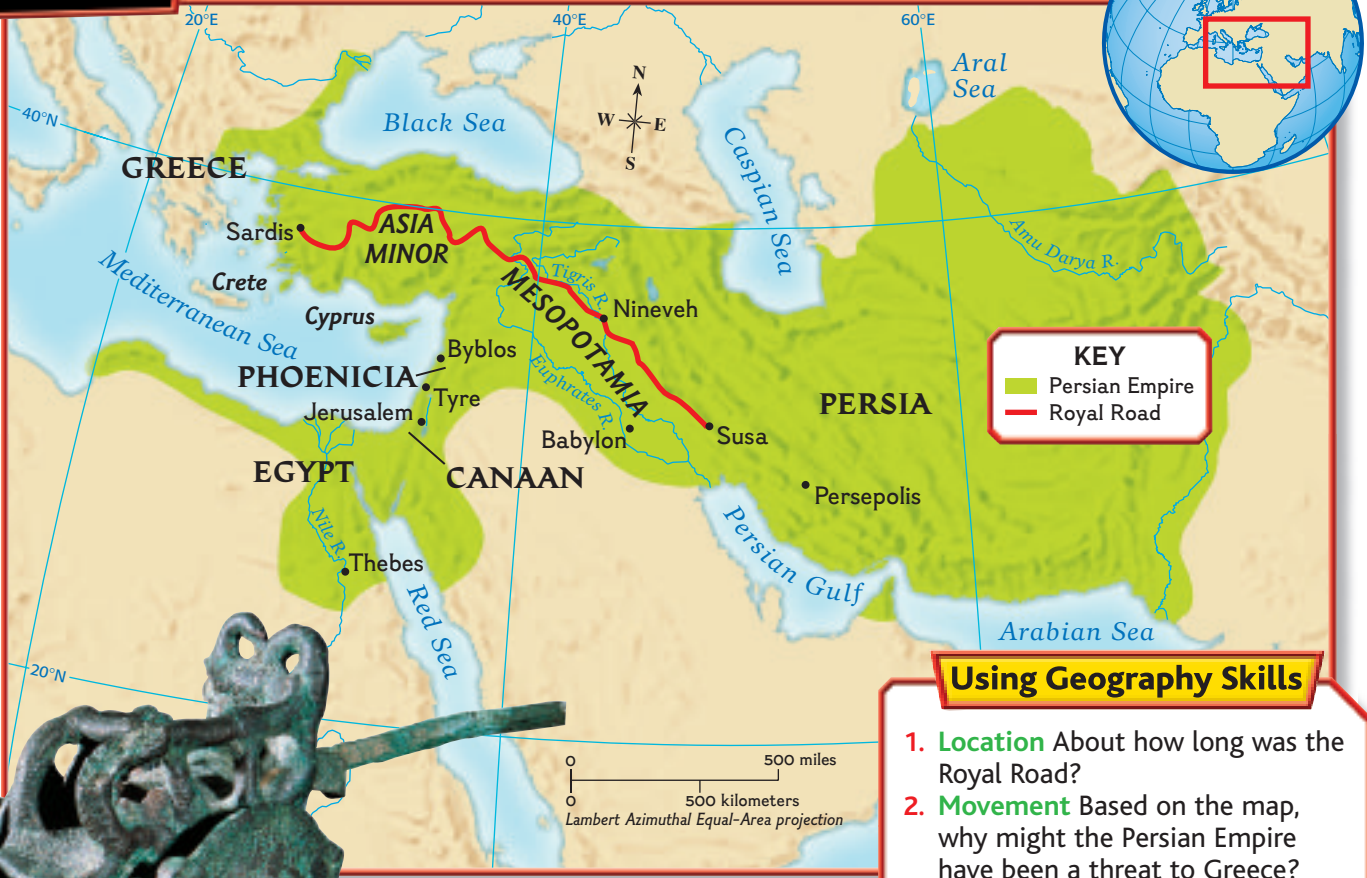 20°E
40°E
60°E
Aral
Sea
N
W E
S
40°N
Black Sea
Caspian Sea
GREECE
Sardis
ASIA
MINOR
Amu Darya R.
Mediterranean Sea
Crete
Cyprus
Tigris R.
Nineveh
MESOPOTAMIA
Byblos
PHOENICIA
Tyre
Jerusalem
Euphrates R.
Babylon
Susa
PERSIA
KEY
Persian Empire
Royal Road
EGYPT
CANAAN
Persepolis
Nile R.
Thebes
Persian Gulf
Red Sea
Arabian Sea
20°N
0 500 miles
0 500 kilometers
Lambert Azimuthal Equal-Area projection
Using Geography Skills
1. Location About how long was the
Royal Road?
2. Movement Based on the map,
why might the Persian Empire
have been a threat to Greece?